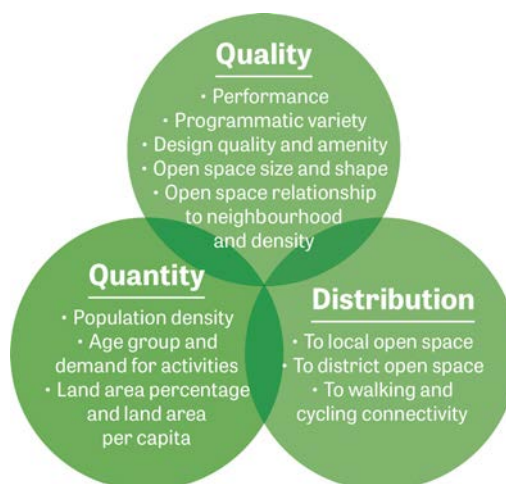 Quality
• Performance
• Programmatic variety
• Design quality and amenity
• Open space size and shape
• Open space relationship
to neighbourhood
and density
Quantity
• Population density
• Age group and
demand for activities
• Land area percentage
and land area
per capita
Distribution
• To local open space
• To district open space
• To walking and
cycling connectivity